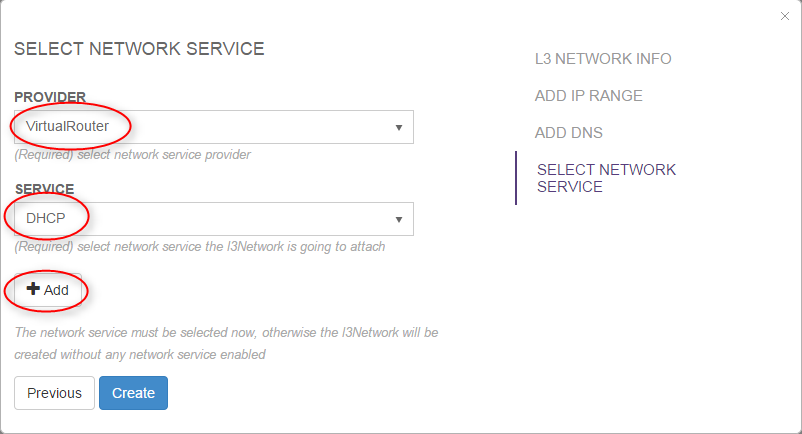 SELECT NETWORK SERVICE
PROVIDER
VirtualRouter
(Required) select network service provider
SERVICE
DHCP
(Required) select network service the l3Network is going to attach
Add
The network service must be selected now, otherwise the l3Network will be
created without any network service enabled
Previous
Create
L3 NETWORK INFO
ADD IP RANGE
ADD DNS
SELECT NETWORK
SERVICE